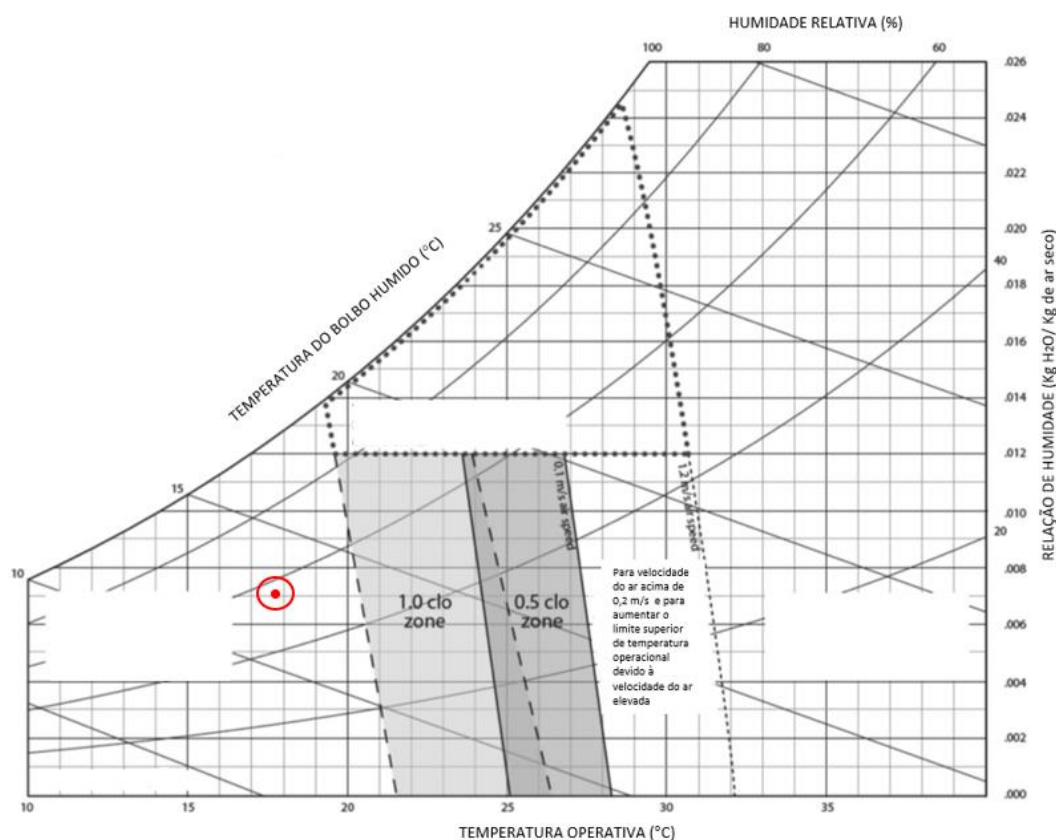 HUMIDADE RELATIVA (%)
100
80
60
.026
.024
.022
25
.020
40
TEMPERATURA DO BOLBO HUMIDO (°C)
.018
.016
20
.014
.012
15
0,1 m/s air speed
1.2 m/s air speed
.010
20
RELAÇÃO DE HUMIDADE (Kg H2O/ Kg de ar seco)
10
.008
1.0 clo
zone
0.5 clo
zone
Para velocidade
do ar acima de
0,2 m/s e para
aumentar o
limite superior
de temperatura
operacional
devido à
velocidade do ar
elevada
.006
.004
.002
.000
10
15
20
25
30
35
TEMPERATURA OPERATIVA (°C)